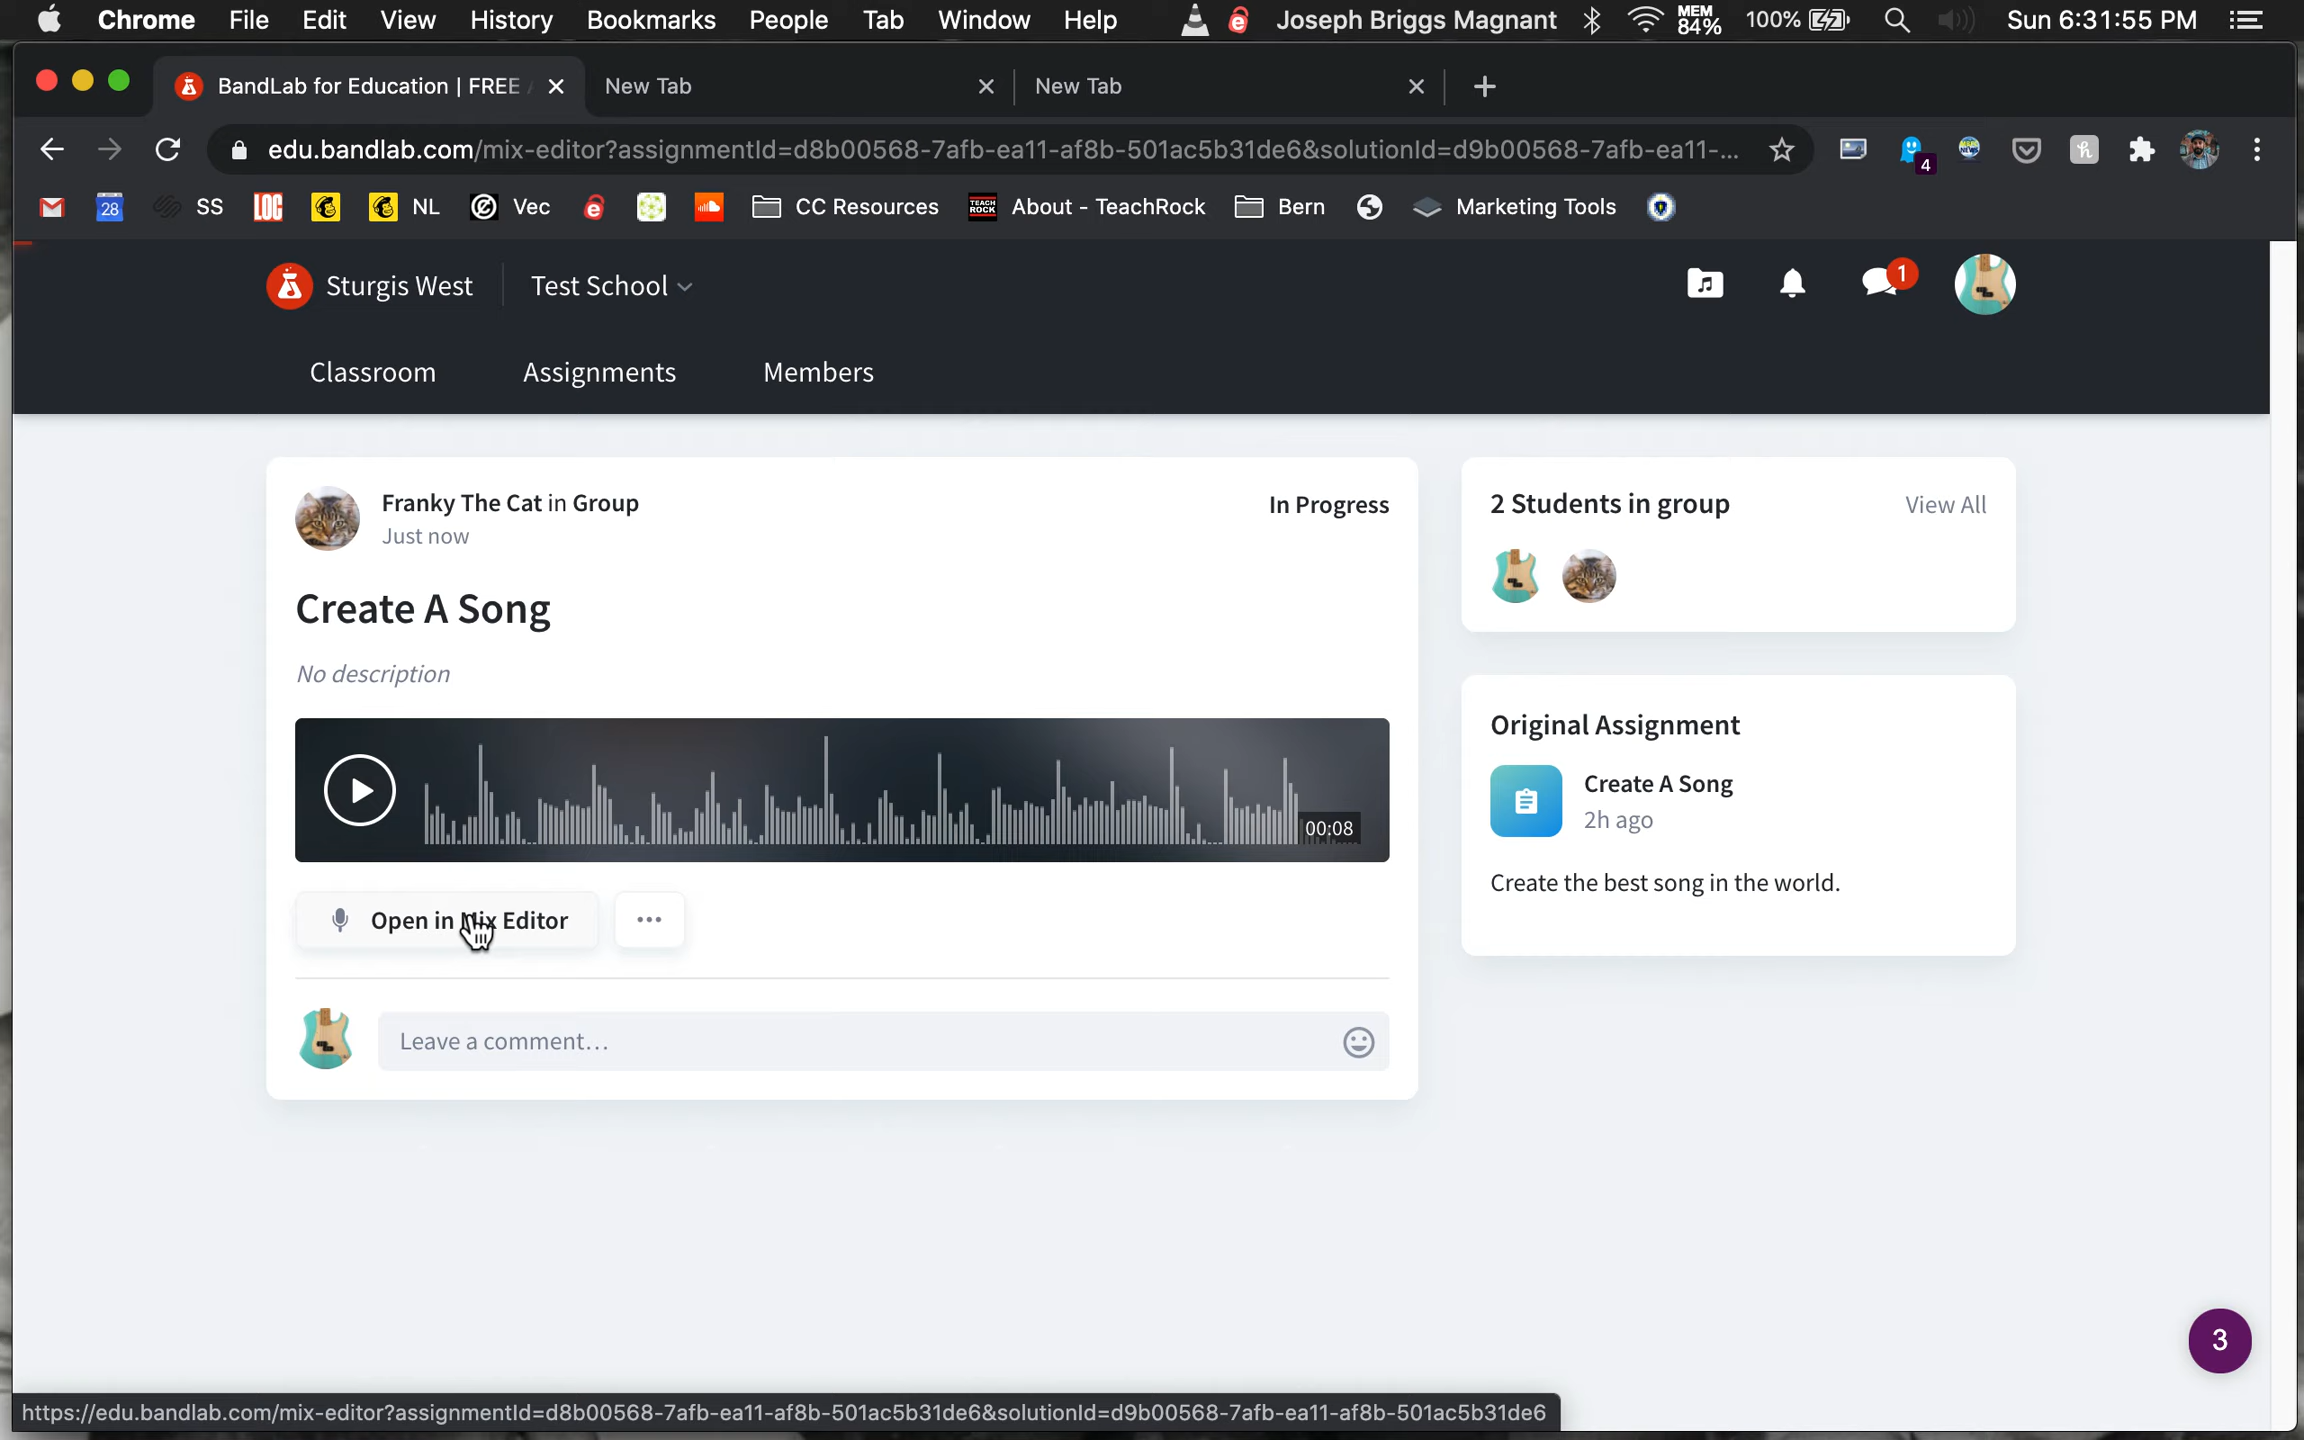 Chrome File Edit View History Bookmarks People Tab Window Help Joseph Briggs Magnant MEM 84% 100% Sun 6:31:55 PM
BandLab for Education | FREE New Tab New Tab
edu.bandlab.com/mix-editor?assignmentId=d8b00568-7afb-ea11-af8b-501ac5b31de6&solutionId=d9b00568-7afb-ea11-... 4
28 SS LOC NL Vec CC Resources TEACH ROCK About - TeachRock Bern Marketing Tools
Sturgis West Test School 1
Classroom Assignments Members
Franky The Cat in Group
Just now
In Progress
Create A Song
No description
00:08
Open in Mix Editor
Leave a comment...
2 Students in group View All
Original Assignment
Create A Song
2h ago
Create the best song in the world.
3
https://edu.bandlab.com/mix-editor?assignmentId=d8b00568-7afb-ea11-af8b-501ac5b31de6&solutionId=d9b00568-7afb-ea11-af8b-501ac5b31de6